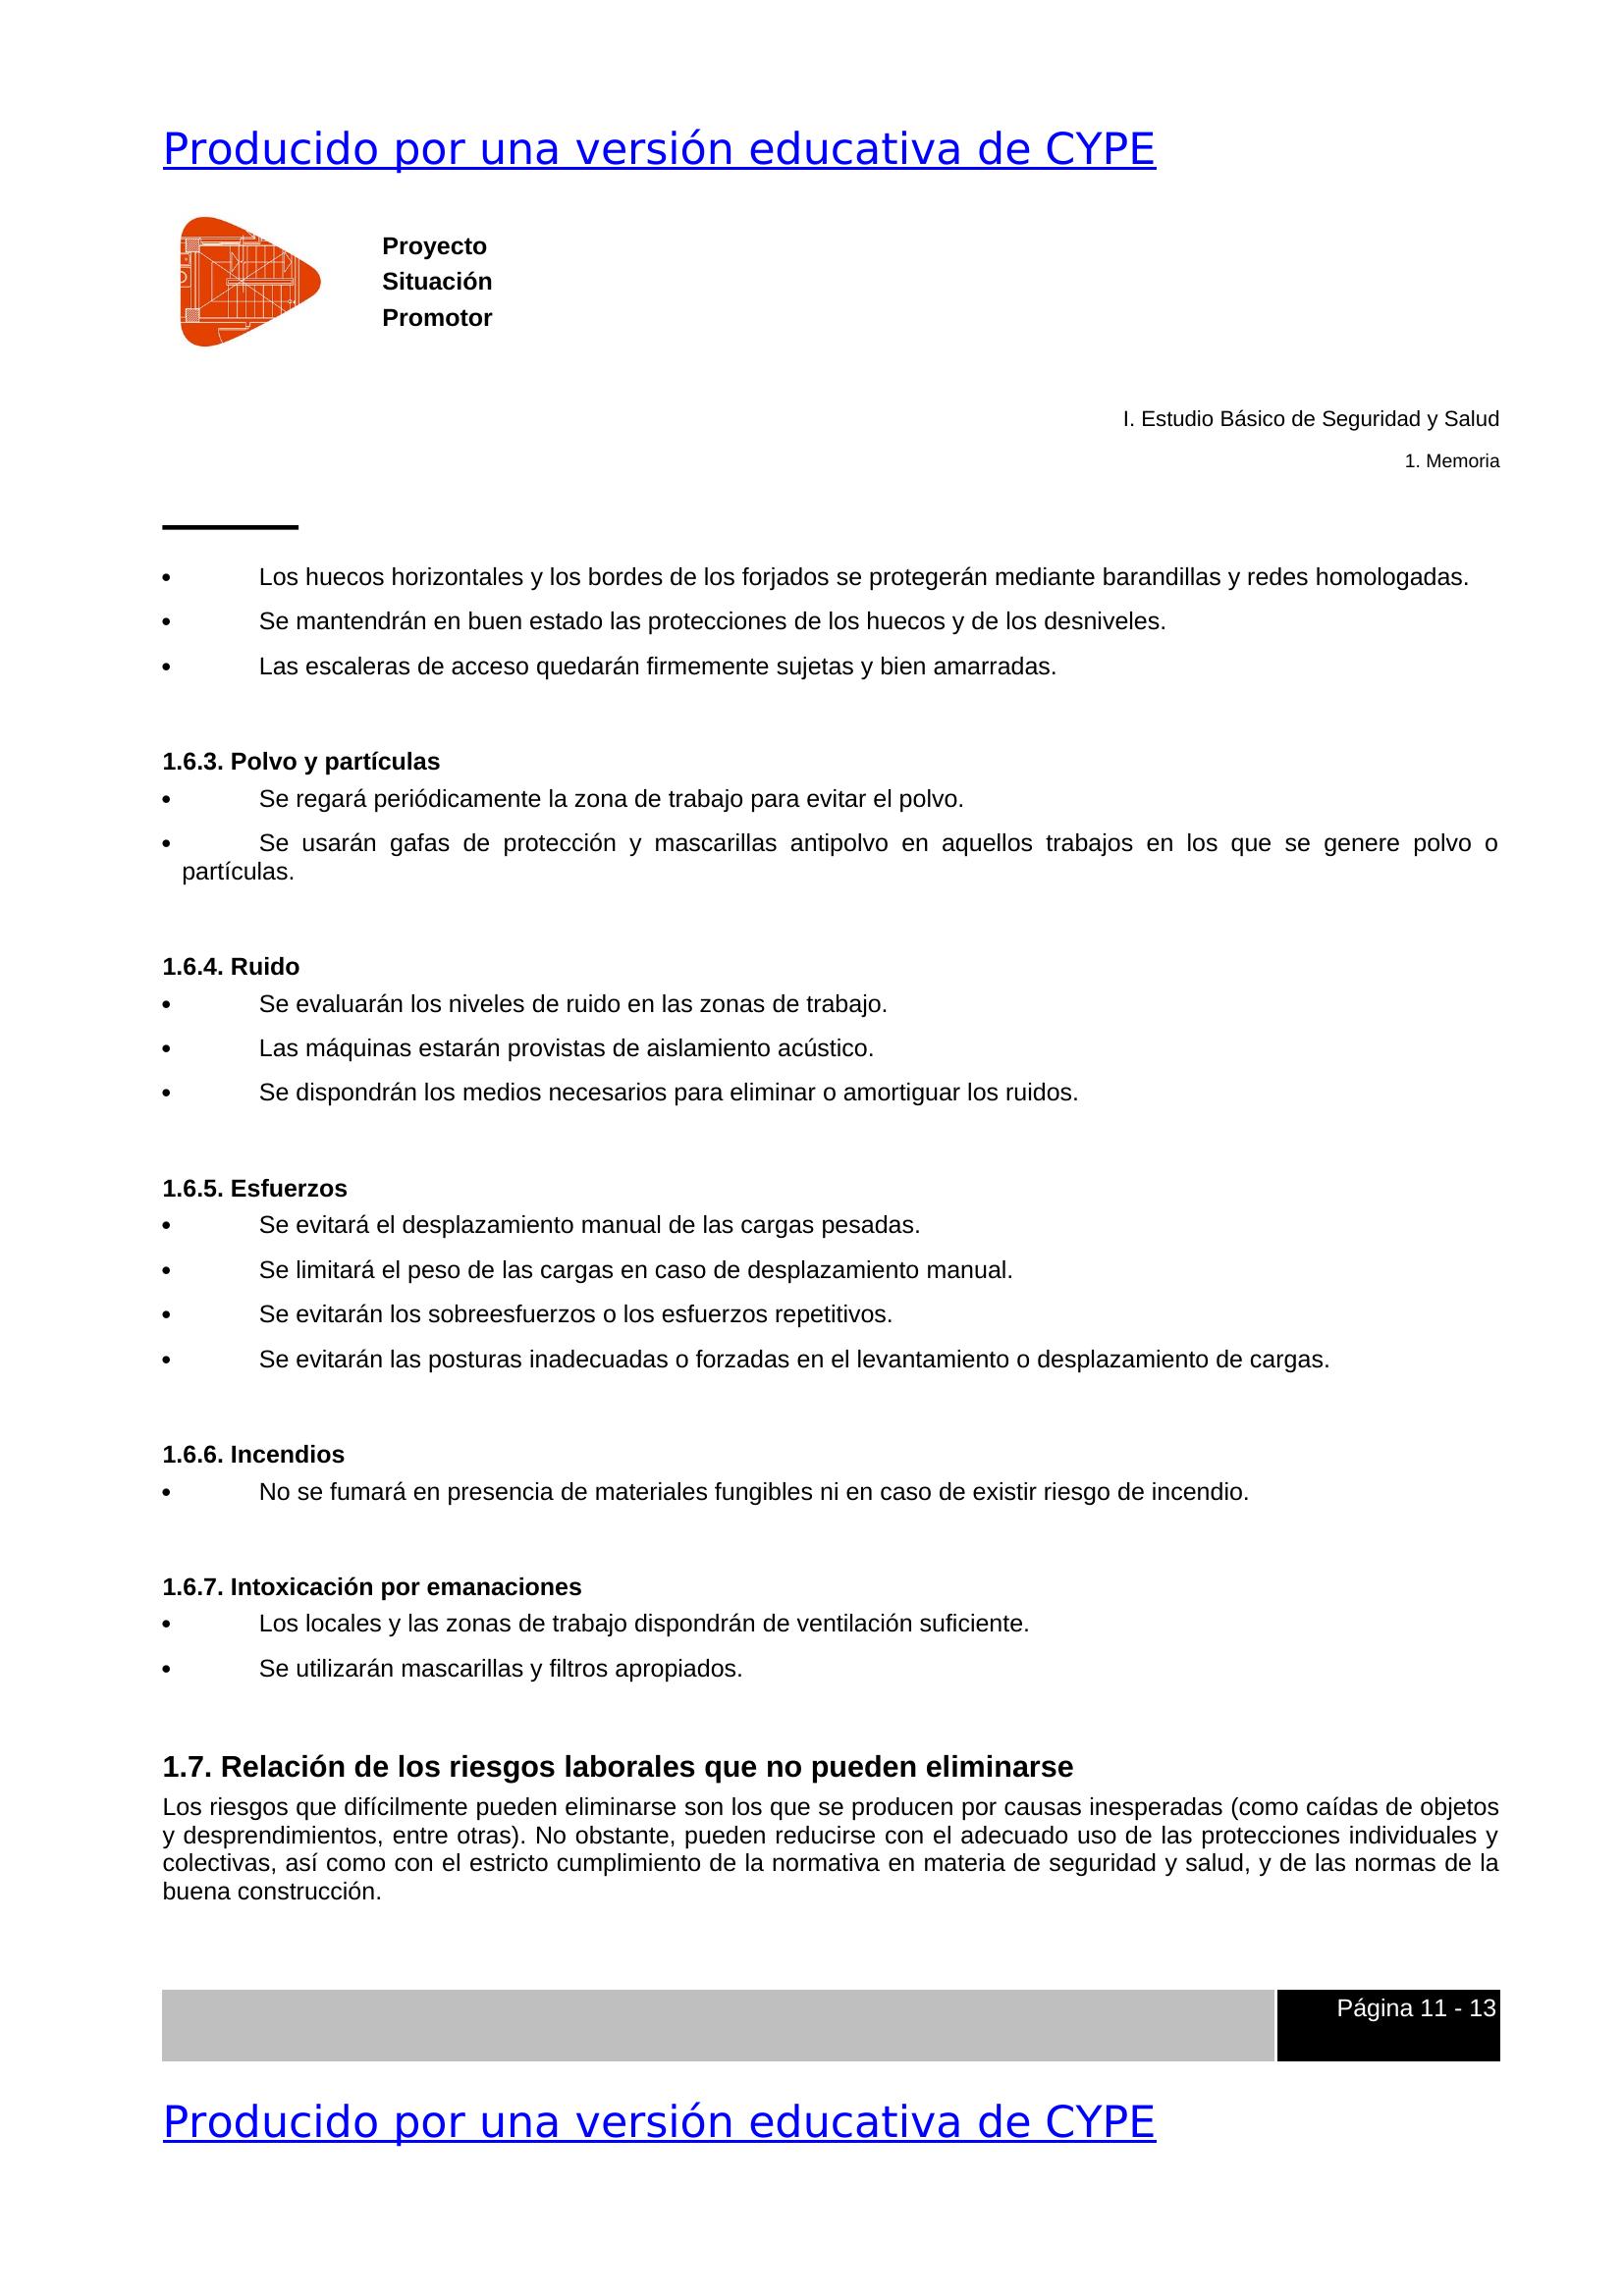 Producido por una versión educativa de CYPE
Proyecto
Situación
Promotor
I. Estudio Básico de Seguridad y Salud
1. Memoria
• Los huecos horizontales y los bordes de los forjados se protegerán mediante barandillas y redes homologadas.
• Se mantendrán en buen estado las protecciones de los huecos y de los desniveles.
• Las escaleras de acceso quedarán firmemente sujetas y bien amarradas.
1.6.3. Polvo y partículas
• Se regará periódicamente la zona de trabajo para evitar el polvo.
• Se usarán gafas de protección y mascarillas antipolvo en aquellos trabajos en los que se genere polvo o
partículas.
1.6.4. Ruido
• Se evaluarán los niveles de ruido en las zonas de trabajo.
• Las máquinas estarán provistas de aislamiento acústico.
• Se dispondrán los medios necesarios para eliminar o amortiguar los ruidos.
1.6.5. Esfuerzos
• Se evitará el desplazamiento manual de las cargas pesadas.
• Se limitará el peso de las cargas en caso de desplazamiento manual.
• Se evitarán los sobreesfuerzos o los esfuerzos repetitivos.
• Se evitarán las posturas inadecuadas o forzadas en el levantamiento o desplazamiento de cargas.
1.6.6. Incendios
• No se fumará en presencia de materiales fungibles ni en caso de existir riesgo de incendio.
1.6.7. Intoxicación por emanaciones
• Los locales y las zonas de trabajo dispondrán de ventilación suficiente.
• Se utilizarán mascarillas y filtros apropiados.
1.7. Relación de los riesgos laborales que no pueden eliminarse
Los riesgos que difícilmente pueden eliminarse son los que se producen por causas inesperadas (como caídas de objetos
y desprendimientos, entre otras). No obstante, pueden reducirse con el adecuado uso de las protecciones individuales y
colectivas, así como con el estricto cumplimiento de la normativa en materia de seguridad y salud, y de las normas de la
buena construcción.
Página 11 - 13
Producido por una versión educativa de CYPE